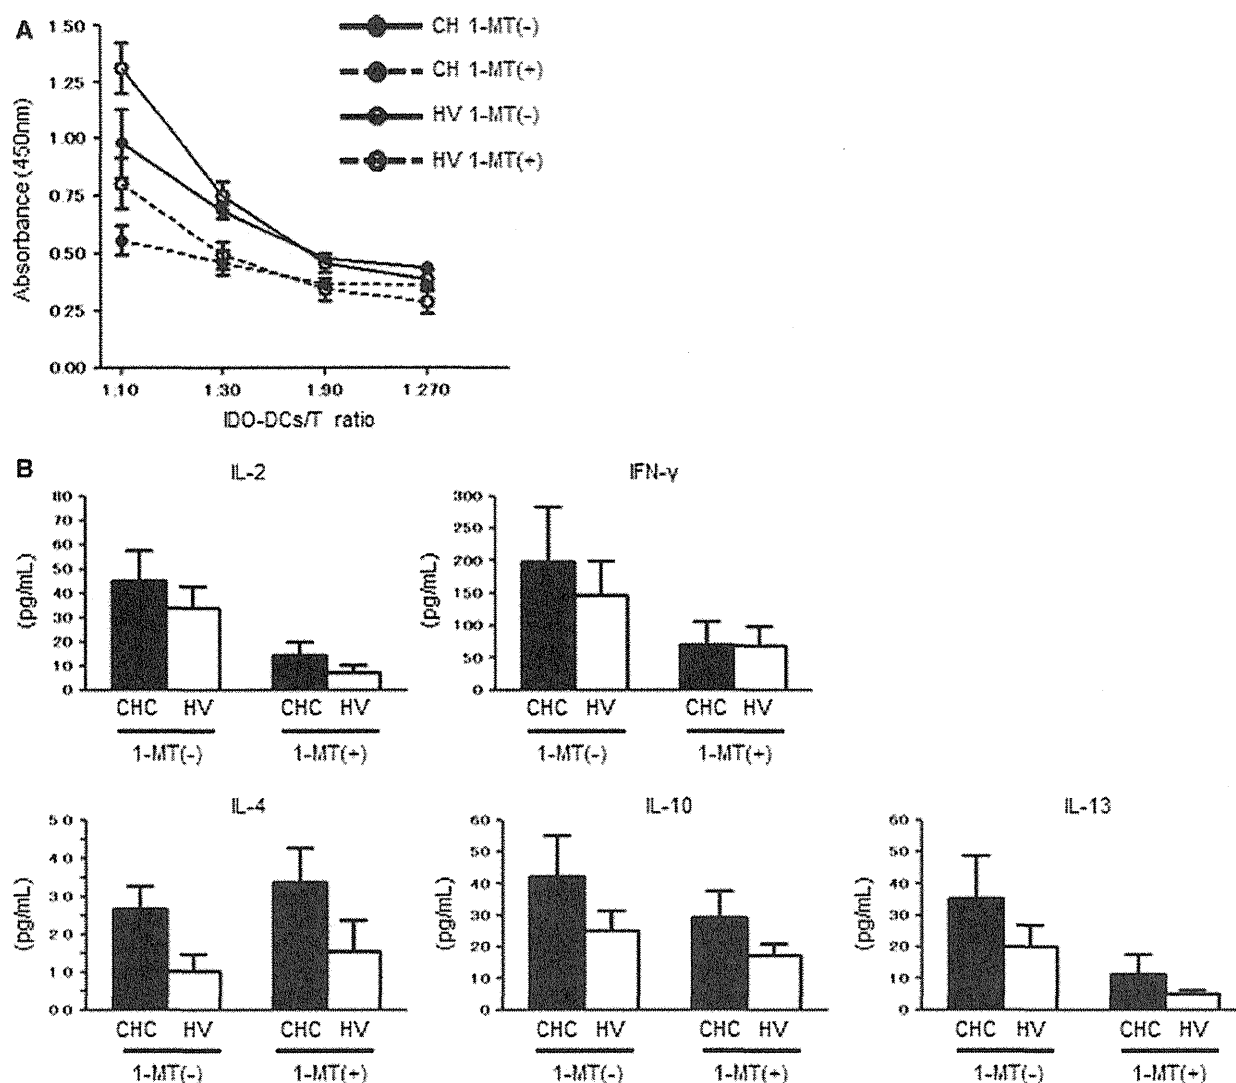 A
1.50
1.25
1.00
0.75
0.50
0.25
0.00
Absorbance (450nm)
1.10
1.30
1.90
1.270
IDO-DCs/T ratio
CH 1-MT(-)
CH 1-MT(+)
HV 1-MT(-)
HV 1-MT(+)
B
IL-2
80
70
60
50
40
30
20
10
0
(pg/mL)
CHC HV CHC HV
1-MT(-) 1-MT(+)
IFN-γ
300
250
200
150
100
50
0
(pg/mL)
CHC HV CHC HV
1-MT(-) 1-MT(+)
IL-4
5 0
4 0
3 0
2 0
1 0
0 0
(pg/mL)
CHC HV CHC HV
1-MT(-) 1-MT(+)
IL-10
60
50
40
30
20
10
0
(pg/mL)
CHC HV CHC HV
1-MT(-) 1-MT(+)
IL-13
60
50
40
30
20
10
0
(pg/mL)
CHC HV CHC HV
1-MT(-) 1-MT(+)